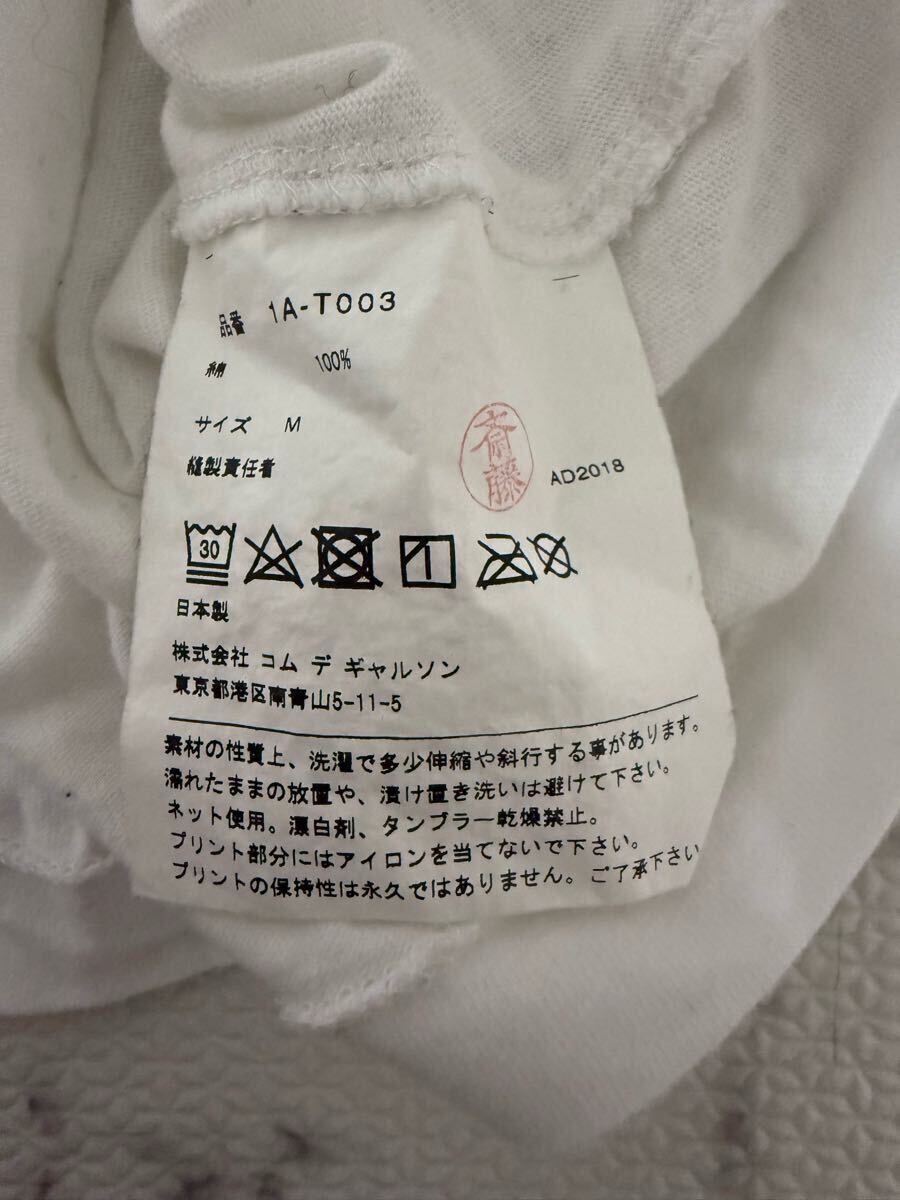 品番 1A-T003
綿 100%
サイズ M
縫製責任者 斎藤 AD2018
30
日本製
株式会社 コム デ ギャルソン
東京都港区南青山5-11-5
素材の性質上、洗濯で多少伸縮や斜行する事があります。
濡れたままの放置や、漬け置き洗いは避けて下さい。
ネット使用。漂白剤、タンブラー乾燥禁止。
プリント部分にはアイロンを当てないで下さい。
プリントの保持性は永久ではありません。ご了承下さい